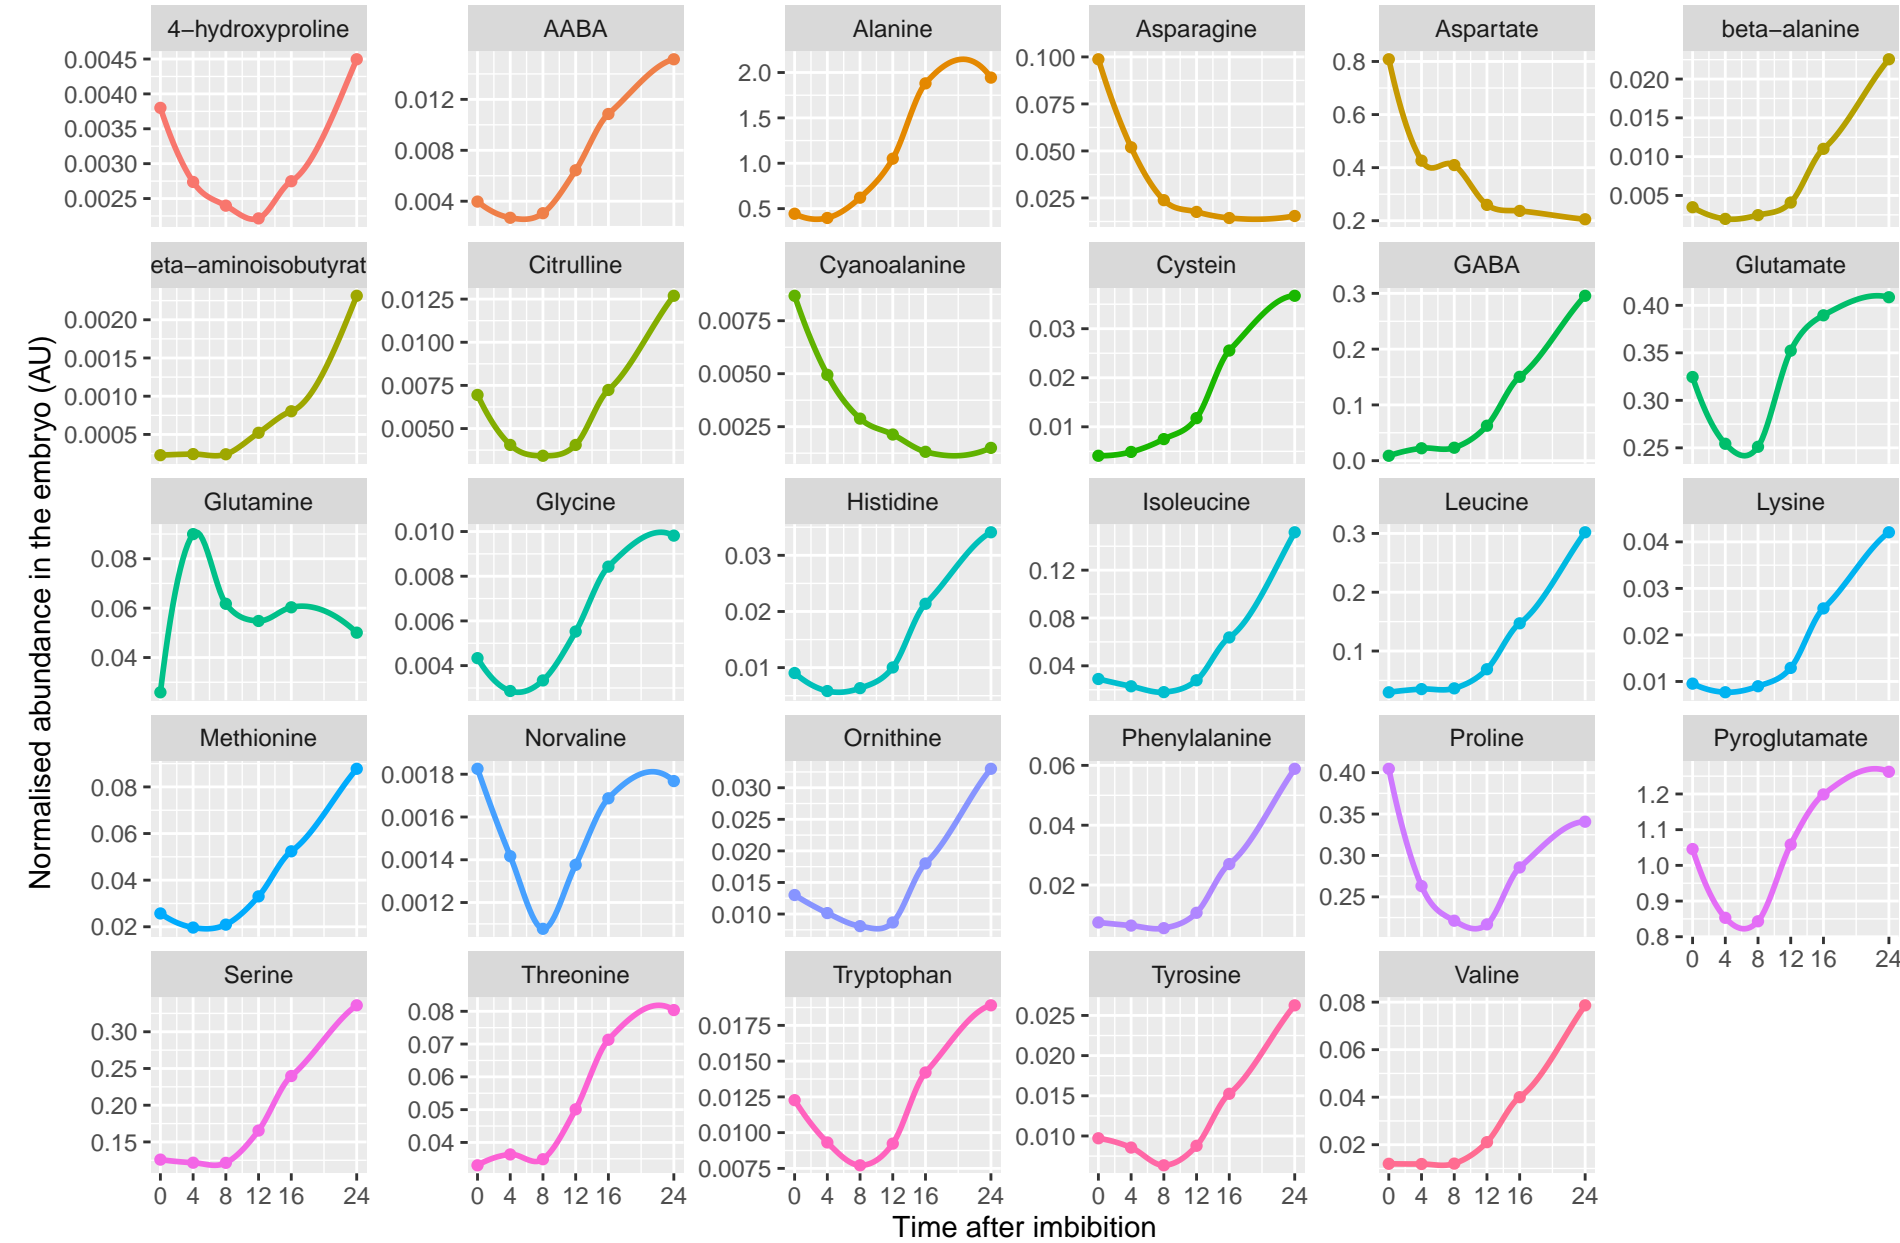 Normalised abundance in the embryo (AU)
4−hydroxyproline AABA Alanine Asparagine Aspartate beta−alanine
0.0045 0.0040 0.0035 0.0030 0.0025
0.012 0.008 0.004
2.0 1.5 1.0 0.5
0.100 0.075 0.050 0.025
0.8 0.6 0.4 0.2
0.020 0.015 0.010 0.005
eta−aminoisobutyrat Citrulline Cyanoalanine Cystein GABA Glutamate
0.0020 0.0015 0.0010 0.0005
0.0125 0.0100 0.0075 0.0050
0.0075 0.0050 0.0025
0.03 0.02 0.01
0.3 0.2 0.1 0.0
0.40 0.35 0.30 0.25
Glutamine Glycine Histidine Isoleucine Leucine Lysine
0.08 0.06 0.04
0.010 0.008 0.006 0.004
0.03 0.02 0.01
0.12 0.08 0.04
0.3 0.2 0.1
0.04 0.03 0.02 0.01
Methionine Norvaline Ornithine Phenylalanine Proline Pyroglutamate
0.08 0.06 0.04 0.02
0.0018 0.0016 0.0014 0.0012
0.030 0.025 0.020 0.015 0.010
0.06 0.04 0.02
0.40 0.35 0.30 0.25
1.2 1.1 1.0 0.9 0.8
0 4 8 12 16 24
Serine Threonine Tryptophan Tyrosine Valine
0.30 0.25 0.20 0.15
0.08 0.07 0.06 0.05 0.04
0.0175 0.0150 0.0125 0.0100 0.0075
0.025 0.020 0.015 0.010
0.08 0.06 0.04 0.02
0 4 8 12 16 24 0 4 8 12 16 24 0 4 8 12 16 24 0 4 8 12 16 24 0 4 8 12 16 24
Time after imbibition